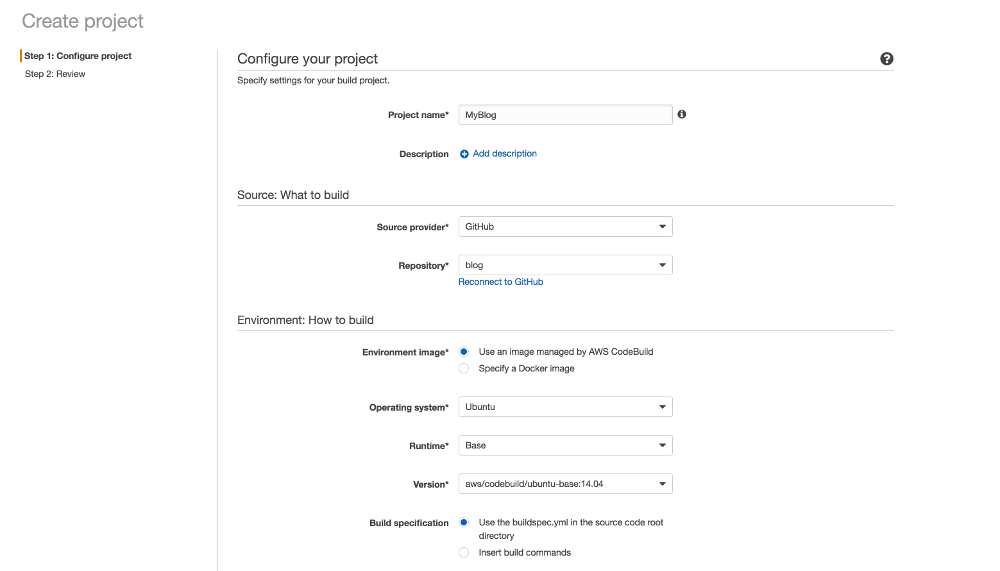 Create project
Step 1: Configure project
Step 2: Review
Configure your project
Specify settings for your build project.
Project name* MyBlog
Description Add description
Source: What to build
Source provider* GitHub
Repository* blog
Reconnect to GitHub
Environment: How to build
Environment image* Use an image managed by AWS CodeBuild
Specify a Docker image
Operating system* Ubuntu
Runtime* Base
Version* aws/codebuild/ubuntu-base:14.04
Build specification Use the buildspec.yml in the source code root
directory
Insert build commands